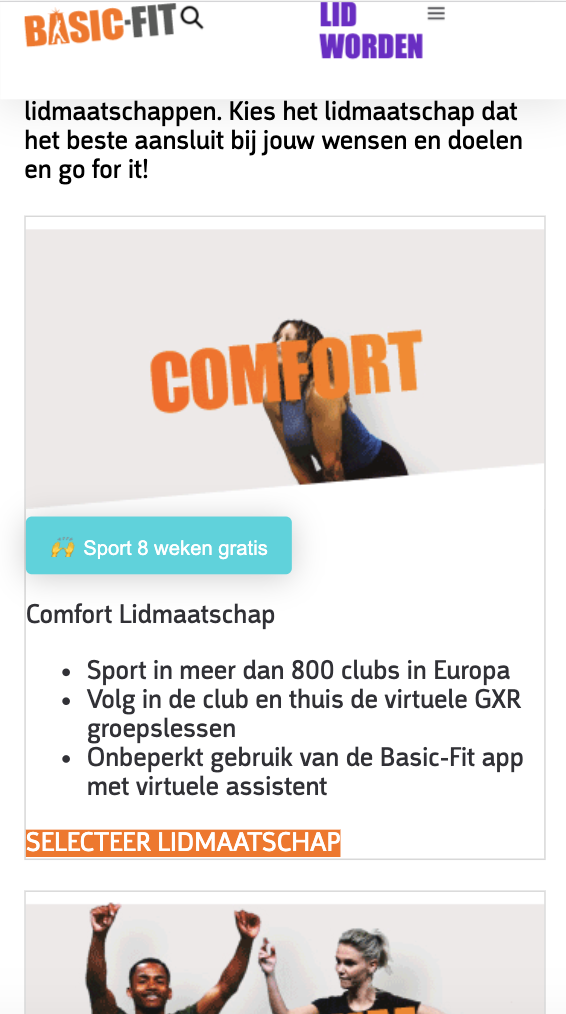 BASIC-FIT
LID
WORDEN
lidmaatschappen. Kies het lidmaatschap dat
het beste aansluit bij jouw wensen en doelen
en go for it!
COMFORT
🙌 Sport 8 weken gratis
Comfort Lidmaatschap
• Sport in meer dan 800 clubs in Europa
• Volg in de club en thuis de virtuele GXR
groepslessen
• Onbeperkt gebruik van de Basic-Fit app
met virtuele assistent
SELECTEER LIDMAATSCHAP